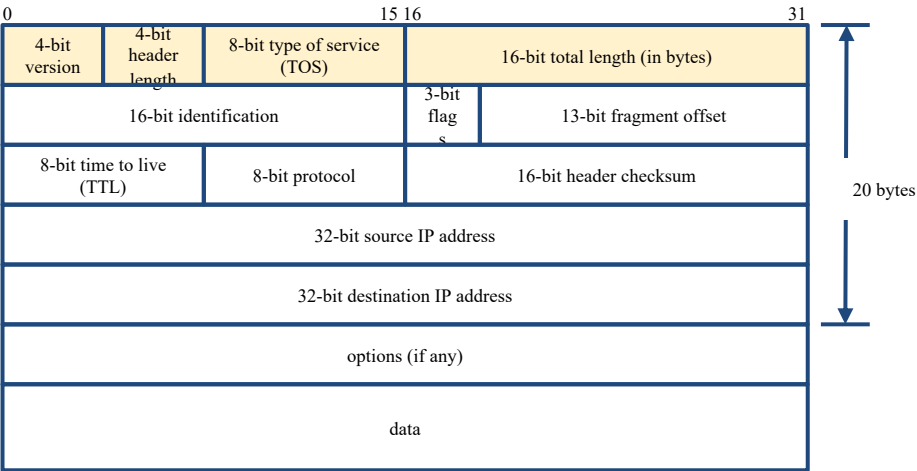 0 15 16 31
4-bit
version
4-bit
header
length
8-bit type of service
(TOS)
16-bit total length (in bytes)
16-bit identification
3-bit
flag
s
13-bit fragment offset
8-bit time to live
(TTL)
8-bit protocol
16-bit header checksum
20 bytes
32-bit source IP address
32-bit destination IP address
options (if any)
data